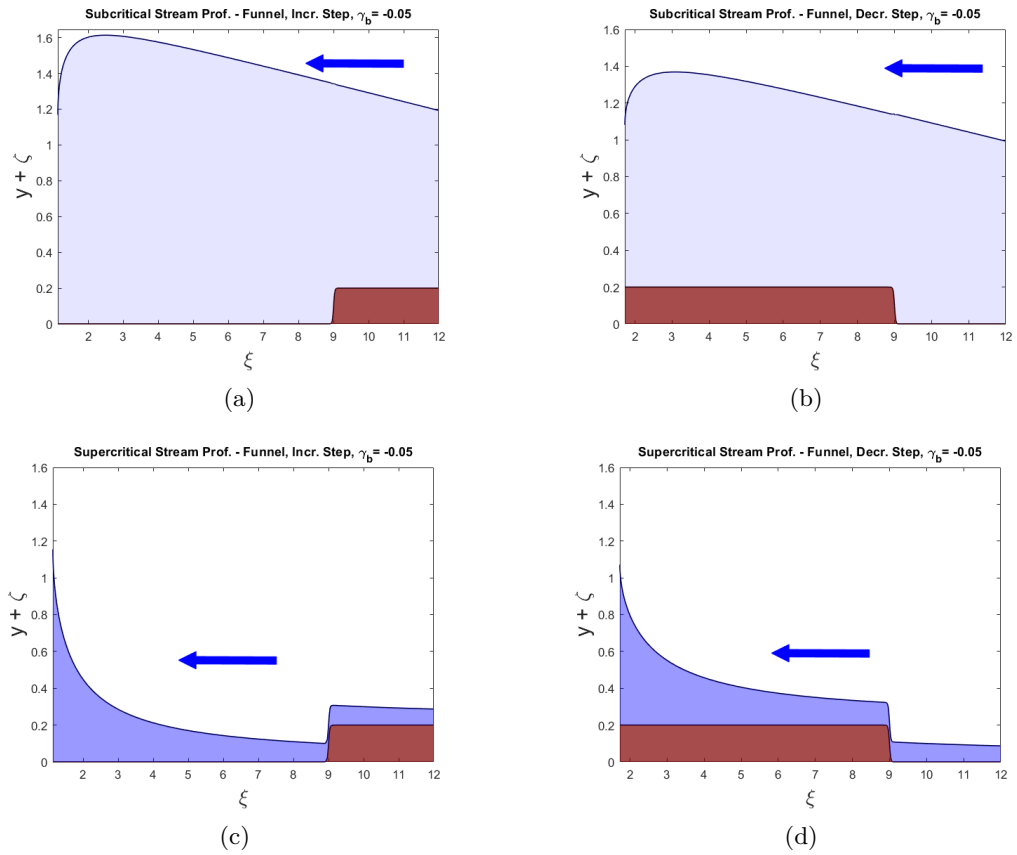 Subcritical Stream Prof. - Funnel, Incr. Step, γb= -0.05
1.6
1.4
1.2
1
0.8
0.6
0.4
0.2
0
y + ζ
2 3 4 5 6 7 8 9 10 11 12
ξ
(a)
Subcritical Stream Prof. - Funnel, Decr. Step, γb= -0.05
1.6
1.4
1.2
1
0.8
0.6
0.4
0.2
0
y + ζ
2 3 4 5 6 7 8 9 10 11 12
ξ
(b)
Supercritical Stream Prof. - Funnel, Incr. Step, γb= -0.05
1.6
1.4
1.2
1
0.8
0.6
0.4
0.2
0
y + ζ
2 3 4 5 6 7 8 9 10 11 12
ξ
(c)
Supercritical Stream Prof. - Funnel, Decr. Step, γb= -0.05
1.6
1.4
1.2
1
0.8
0.6
0.4
0.2
0
y + ζ
2 3 4 5 6 7 8 9 10 11 12
ξ
(d)